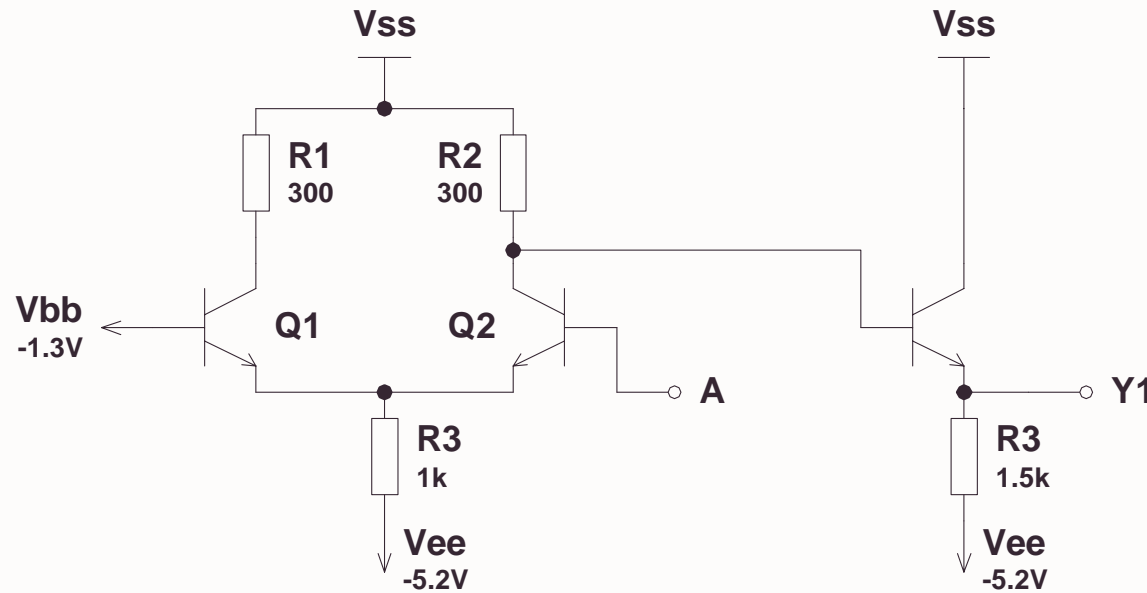 Vss
Vss
R1
300
R2
300
Vbb
-1.3V
Q1
Q2
A
Y1
R3
1k
R3
1.5k
Vee
-5.2V
Vee
-5.2V